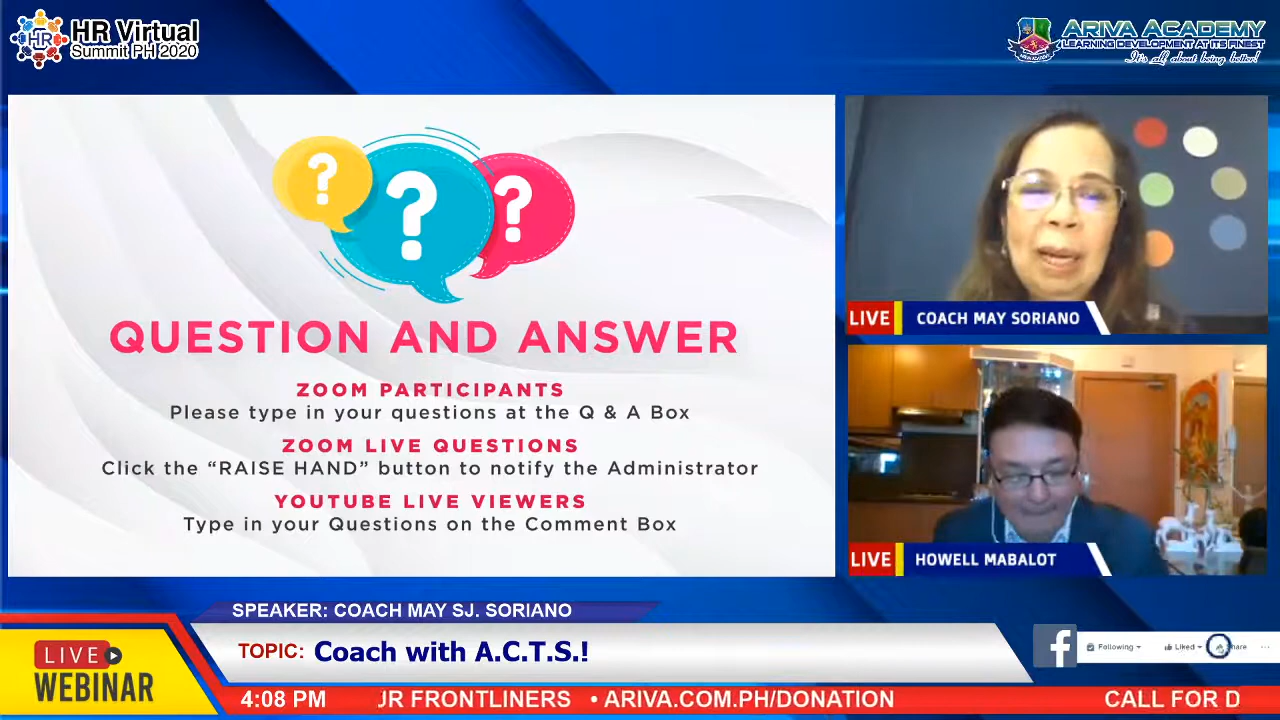 HR Virtual
Summit PH 2020
HR
ARIVA ACADEMY
LEARNING DEVELOPMENT AT ITS FINEST
It's all about being better!
? ? ?
QUESTION AND ANSWER
ZOOM PARTICIPANTS
Please type in your questions at the Q & A Box
ZOOM LIVE QUESTIONS
Click the “RAISE HAND” button to notify the Administrator
YOUTUBE LIVE VIEWERS
Type in your Questions on the Comment Box
LIVE COACH MAY SORIANO
LIVE HOWELL MABALOT
SPEAKER: COACH MAY SJ. SORIANO
TOPIC: Coach with A.C.T.S.!
LIVE
WEBINAR
f Following Liked Share
4:08 PM JR FRONTLINERS • ARIVA.COM.PH/DONATION CALL FOR D